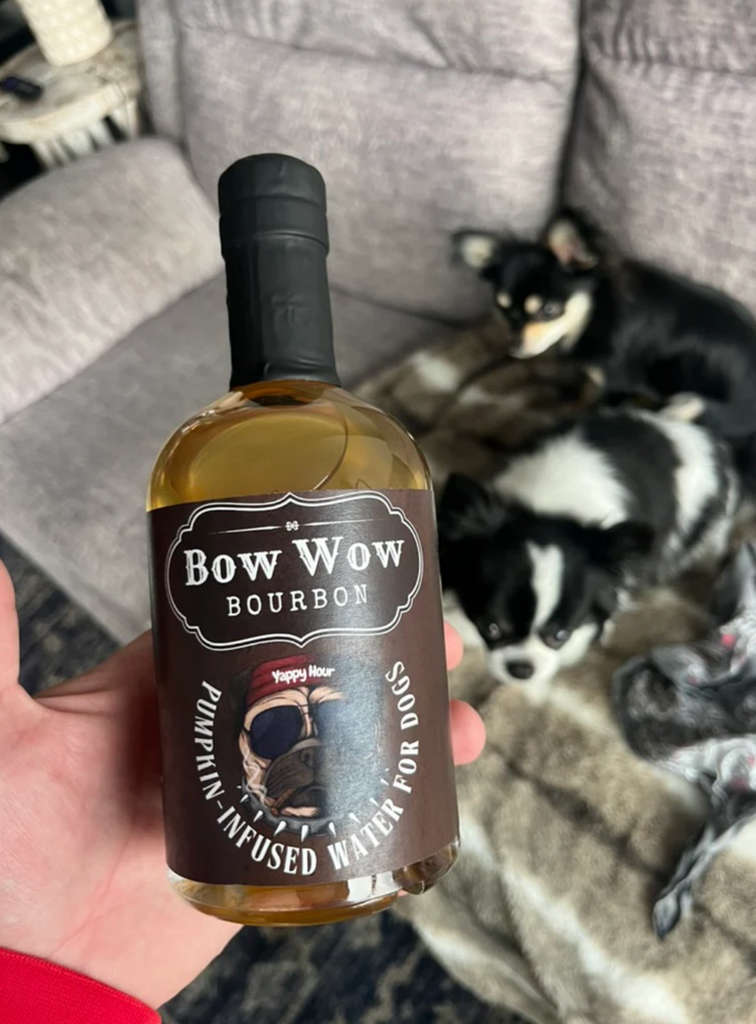 Bow Wow
BOURBON
Yappy Hour
PUMPKIN-INFUSED WATER FOR DOGS